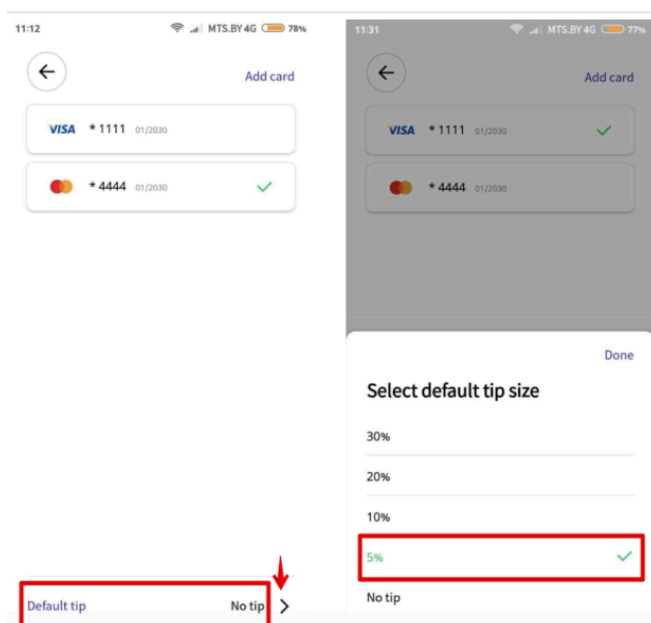 11:12 MTS.BY 4G 78%
Add card
VISA * 1111 01/2030
* 4444 01/2030
Default tip No tip
11:31 MTS.BY 4G 77%
Add card
VISA * 1111 01/2030
* 4444 01/2030
Done
Select default tip size
30%
20%
10%
5%
No tip